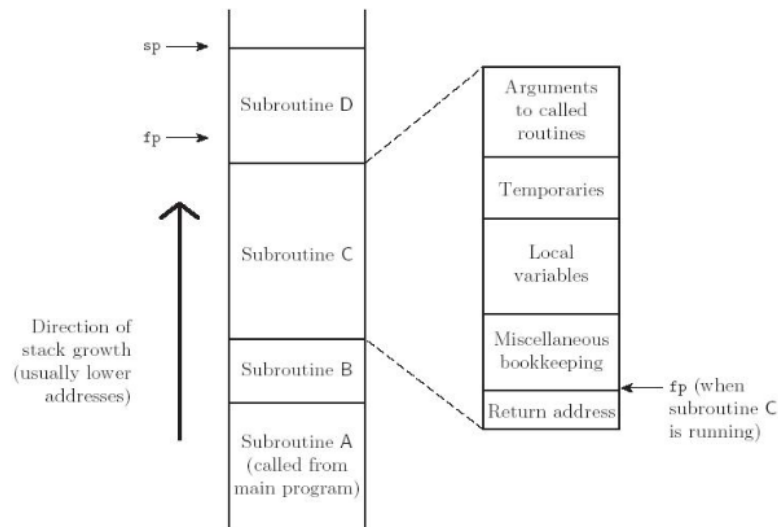 sp
Subroutine D
fp
Subroutine C
Direction of
stack growth
(usually lower
addresses)
Subroutine B
Subroutine A
(called from
main program)
Arguments
to called
routines
Temporaries
Local
variables
Miscellaneous
bookkeeping
Return address
fp (when
subroutine C
is running)